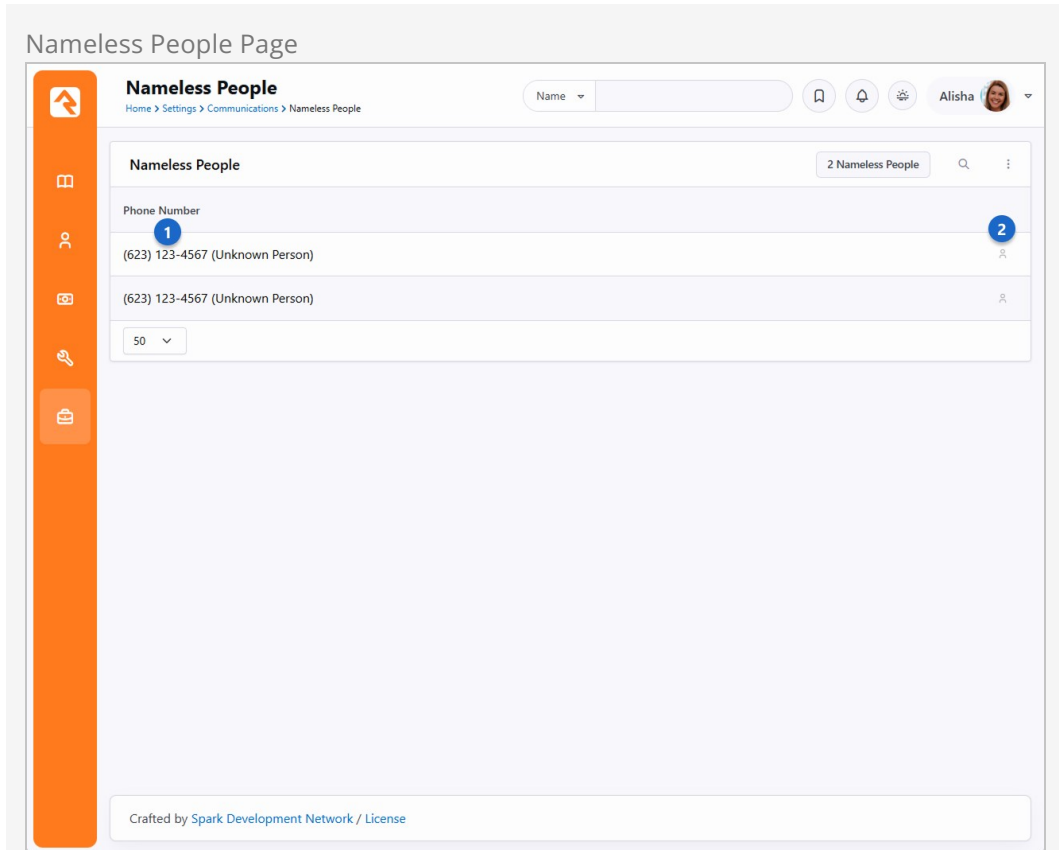 Nameless People Page
Nameless People
Home > Settings > Communications > Nameless People
Name
Alisha
Nameless People
2 Nameless People
Phone Number
1
2
(623) 123-4567 (Unknown Person)
(623) 123-4567 (Unknown Person)
50
Crafted by Spark Development Network / License